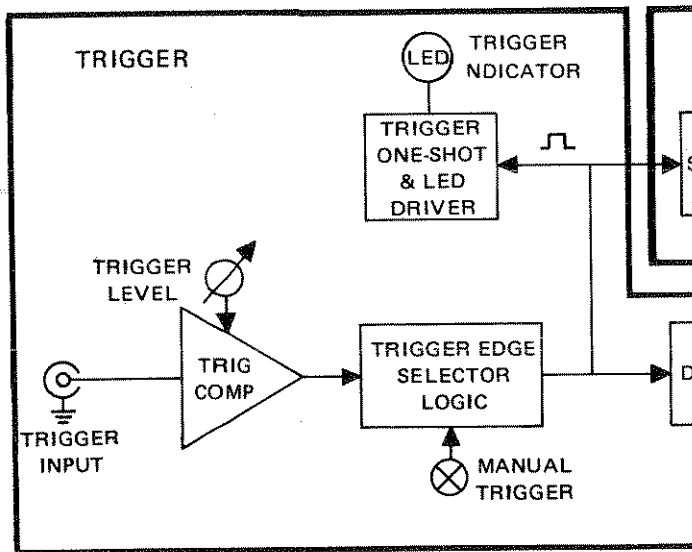 TRIGGER
LED
TRIGGER
NDICATOR
TRIGGER
ONE-SHOT
& LED
DRIVER
S
TRIGGER
LEVEL
TRIG
COMP
TRIGGER EDGE
SELECTOR
LOGIC
D
TRIGGER
INPUT
MANUAL
TRIGGER